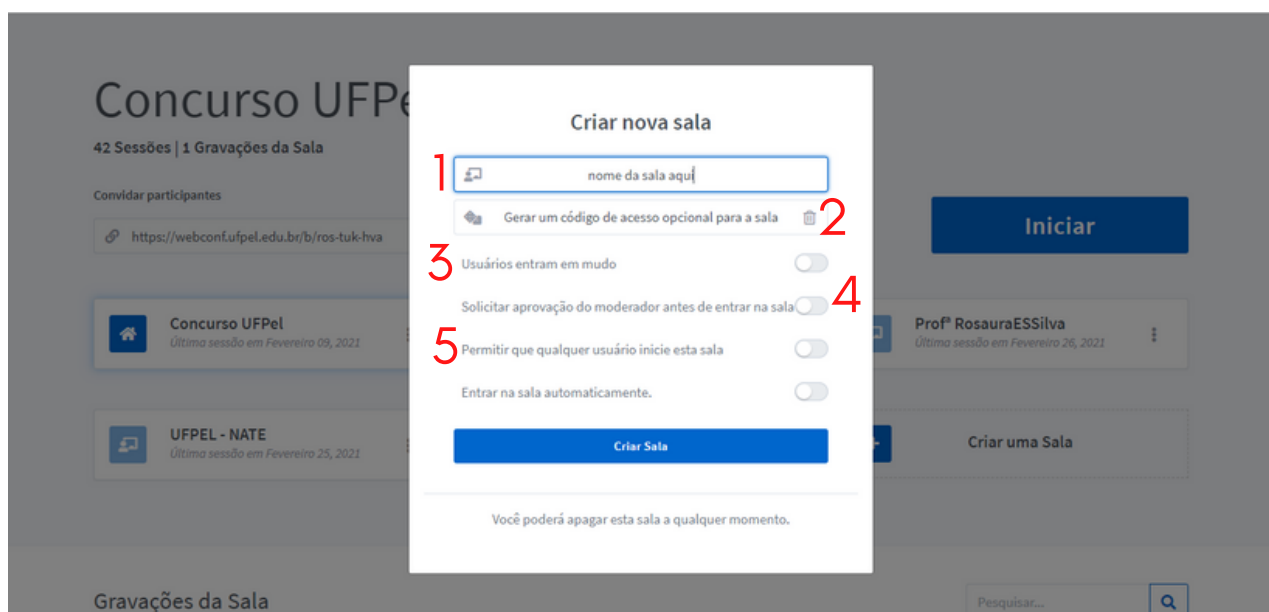 Concurso UFPe
42 Sessões | 1 Gravações da Sala
Convidar participantes
https://webconf.ufpel.edu.br/b/ros-tuk-hva
Iniciar
Criar nova sala
1
nome da sala aqui
Gerar um código de acesso opcional para a sala
2
3
Usuários entram em mudo
Solicitar aprovação do moderador antes de entrar na sala
4
5
Permitir que qualquer usuário inicie esta sala
Entrar na sala automaticamente.
Criar Sala
Você poderá apagar esta sala a qualquer momento.
Concurso UFPel
Última sessão em Fevereiro 09, 2021
Profª RosauraESSilva
Última sessão em Fevereiro 26, 2021
UFPEL - NATE
Última sessão em Fevereiro 25, 2021
Criar uma Sala
Gravações da Sala
Pesquisar...